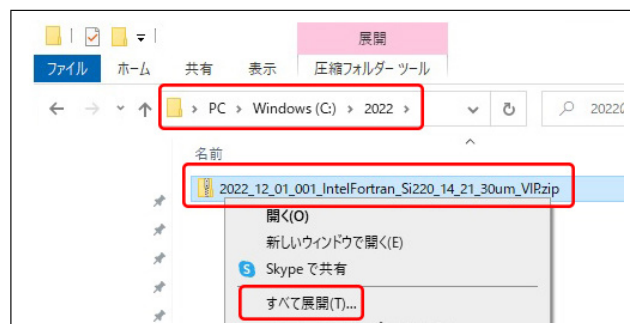 展開
ファイル ホーム 共有 表示 圧縮フォルダー ツール
PC > Windows (C:) > 2022 >
名前
2022_12_01_001_IntelFortran_Si220_14_21_30um_VIP.zip
開く(O)
新しいウィンドウで開く(E)
Skype で共有
すべて展開(T)...